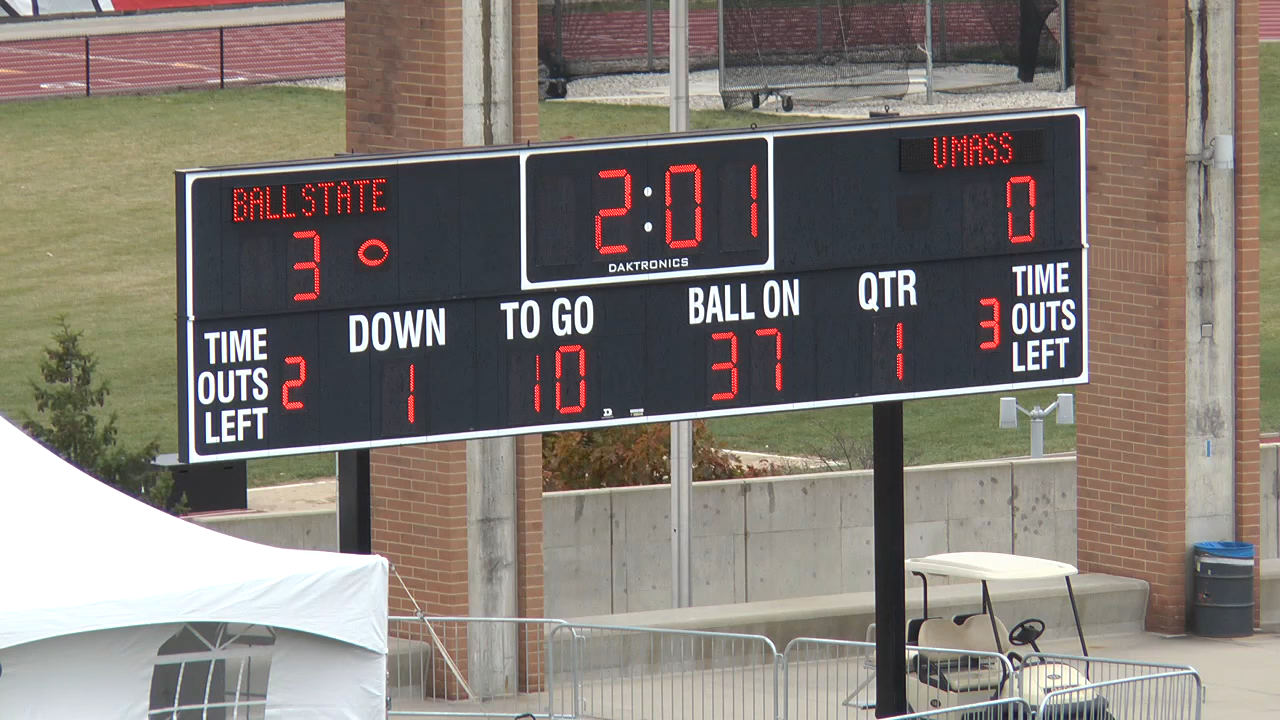 BALL STATE 2:01 1 UMASS
3 0
DAKTRONICS
TIME OUTS LEFT 2
DOWN 1
TO GO 10
BALL ON 37
QTR 1
3 TIME OUTS LEFT